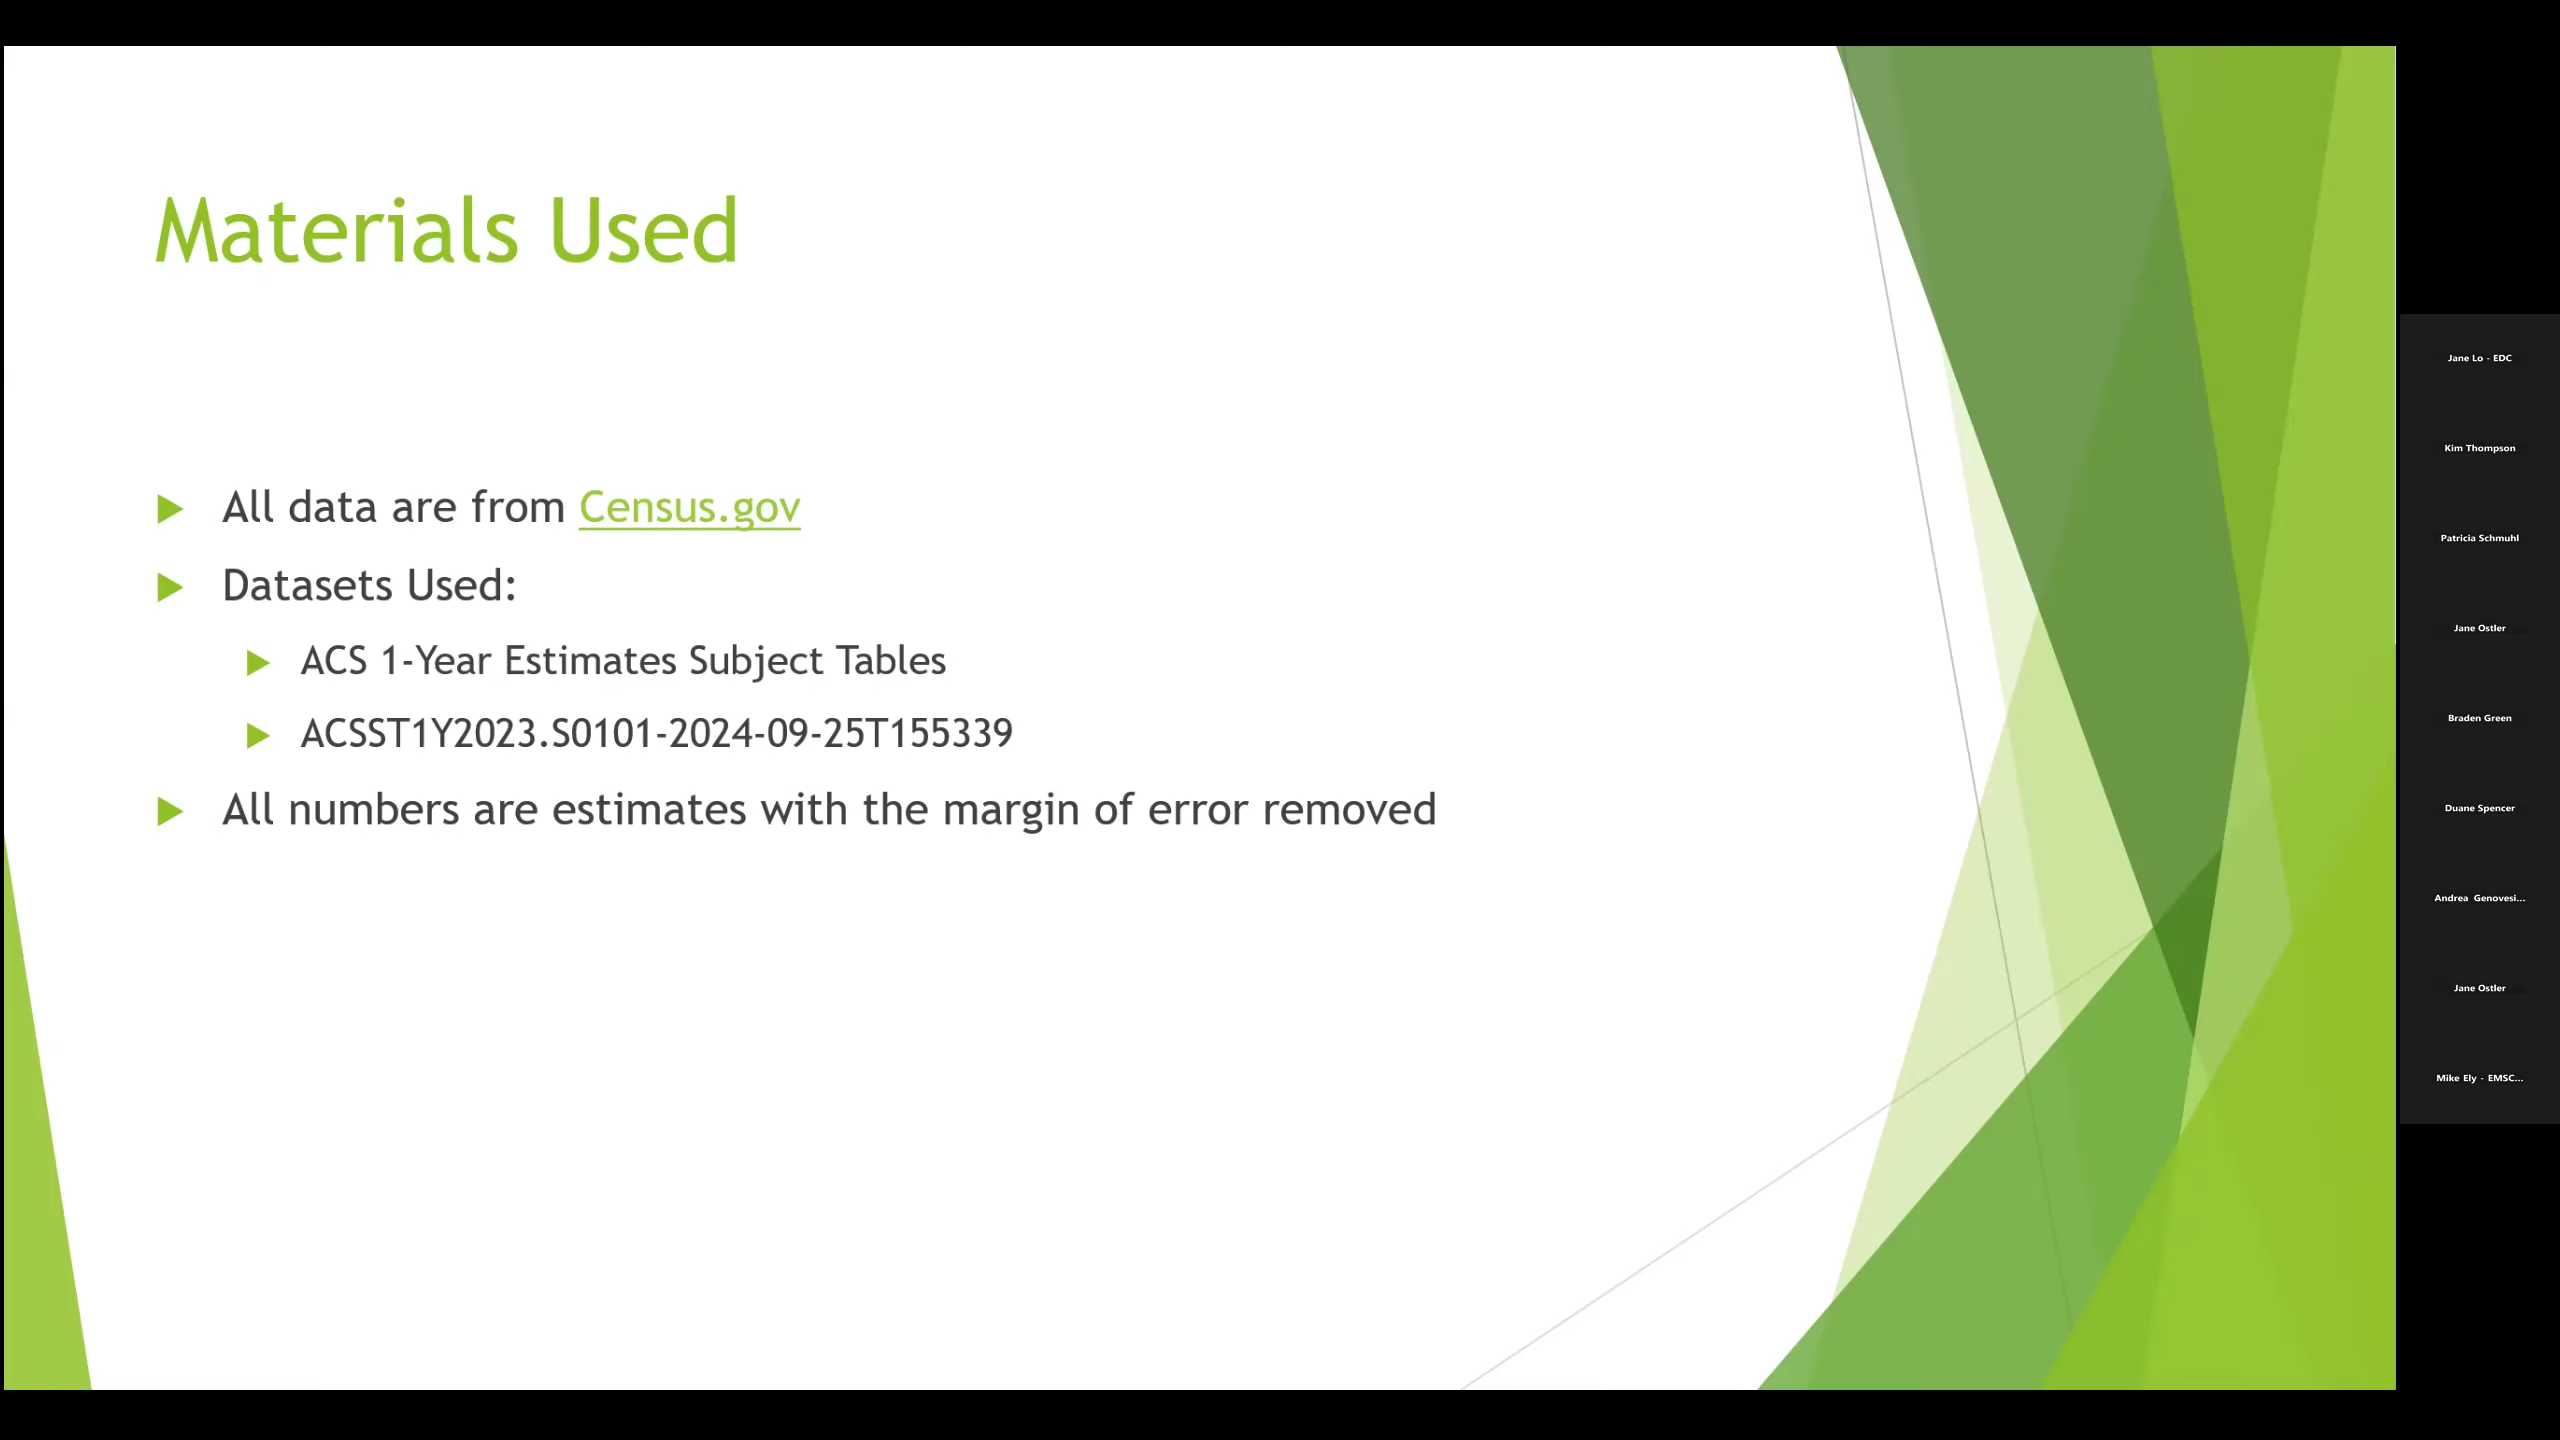 Materials Used
All data are from Census.gov
Datasets Used:
ACS 1-Year Estimates Subject Tables
ACSST1Y2023.S0101-2024-09-25T155339
All numbers are estimates with the margin of error removed
Jane Lo - EDC
Kim Thompson
Patricia Schmuhl
Jane Ostler
Braden Green
Duane Spencer
Andrea Genovesi...
Jane Ostler
Mike Ely - EMSC...